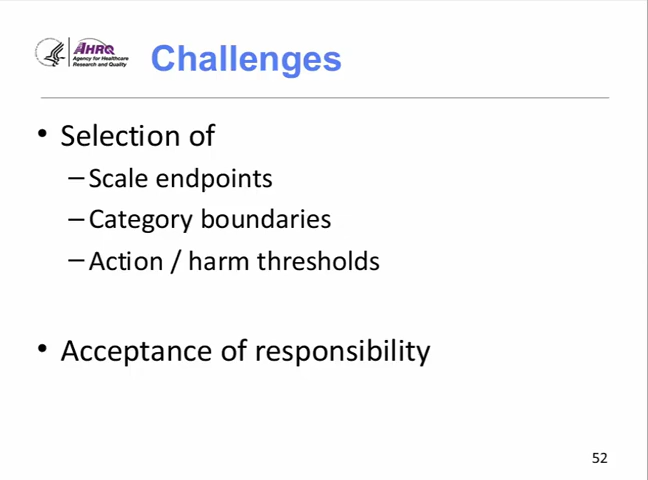 AHRQ
Agency for Healthcare
Research and Quality
Challenges
• Selection of
– Scale endpoints
– Category boundaries
– Action / harm thresholds
• Acceptance of responsibility
52